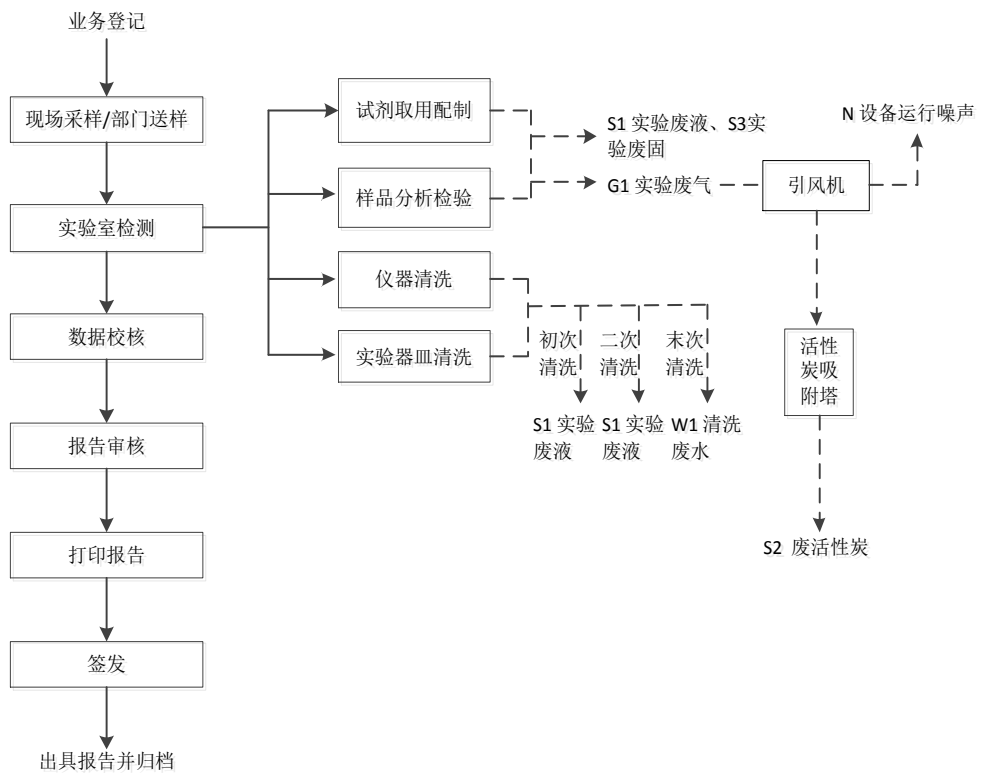 业务登记
现场采样/部门送样
实验室检测
数据校核
报告审核
打印报告
签发
出具报告并归档
试剂取用配制
样品分析检验
仪器清洗
实验器皿清洗
S1 实验废液、S3实
验废固
G1 实验废气
引风机
N 设备运行噪声
初次
清洗
二次
清洗
末次
清洗
S1 实验
废液
S1 实验
废液
W1 清洗
废水
活性
炭吸
附塔
S2 废活性炭